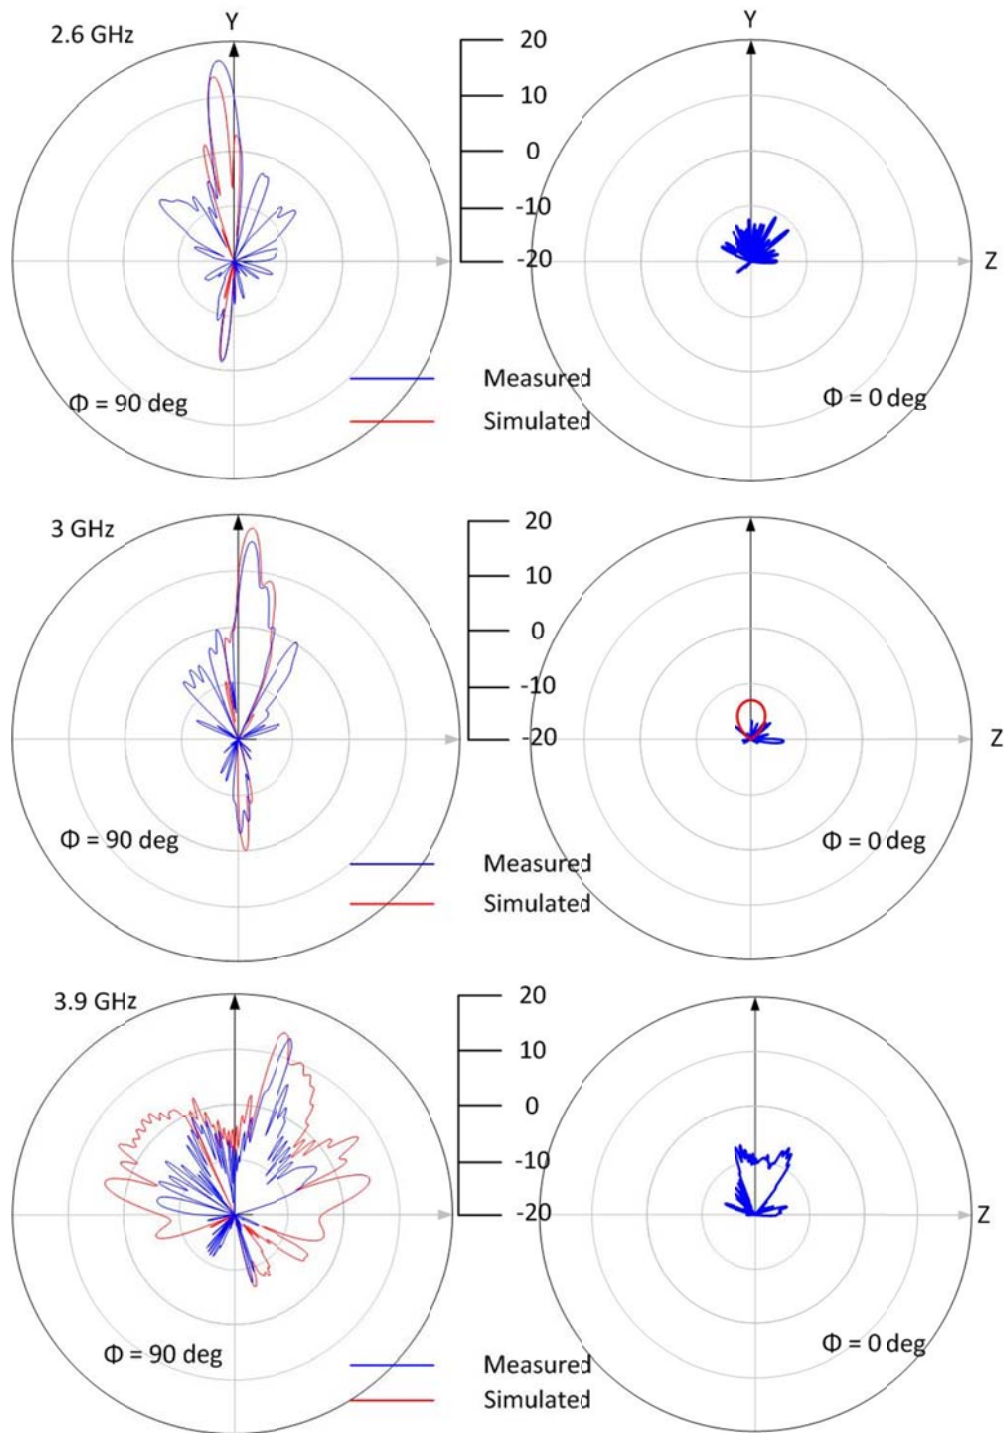 2.6 GHz
Y
Y
20
10
0
-10
-20
Z
Φ = 90 deg
Measured
Simulated
Φ = 0 deg
3 GHz
20
10
0
-10
-20
Z
Φ = 90 deg
Measured
Simulated
Φ = 0 deg
3.9 GHz
20
10
0
-10
-20
Z
Φ = 90 deg
Measured
Simulated
Φ = 0 deg